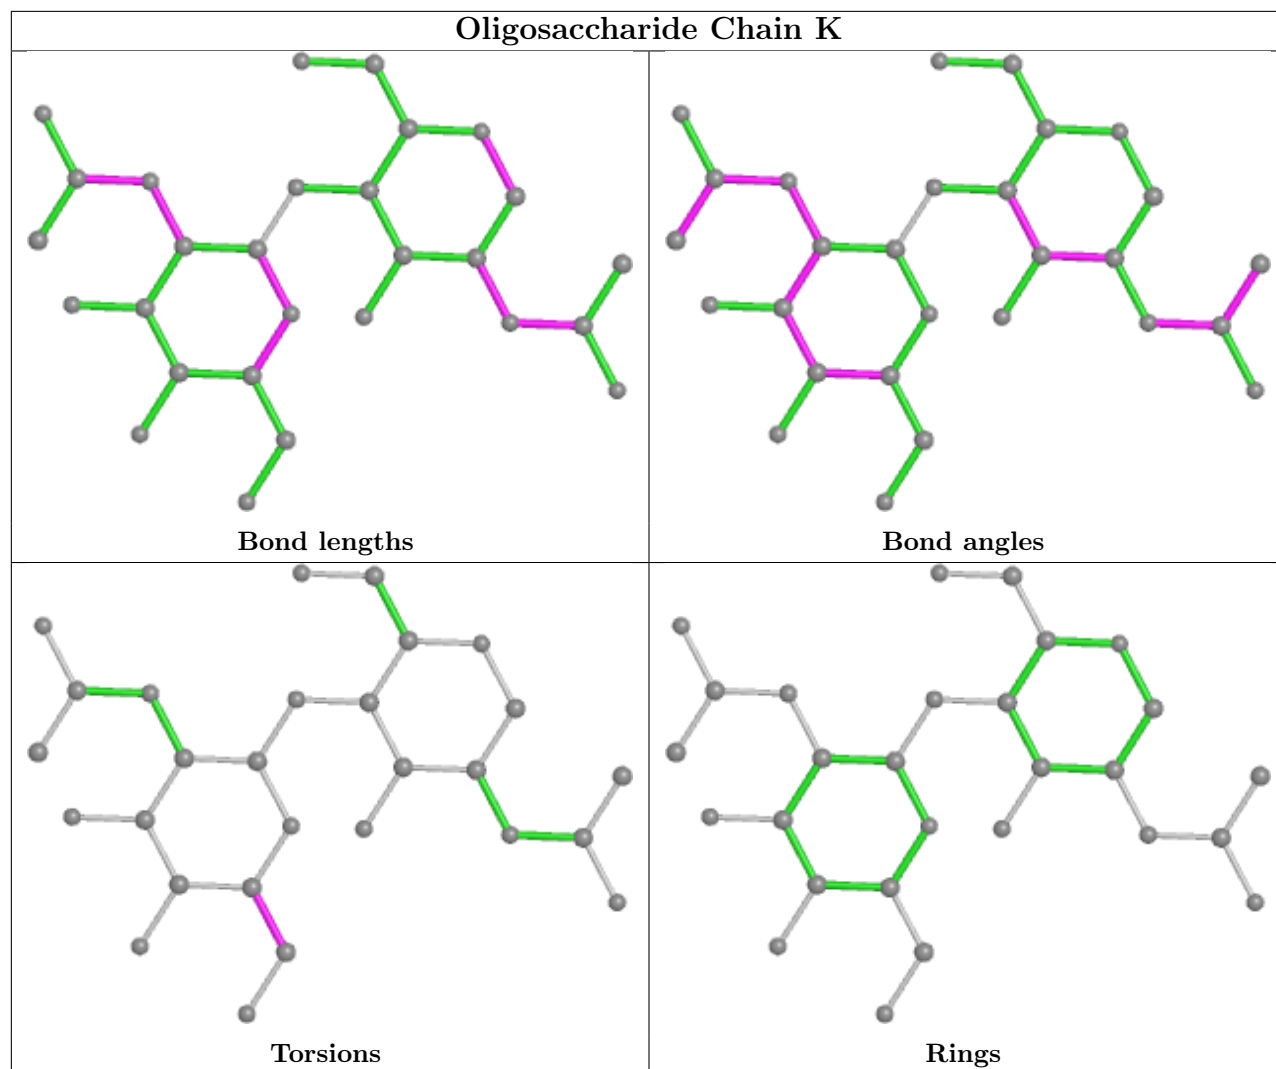 Oligosaccharide Chain K
Bond lengths
Bond angles
Torsions
Rings